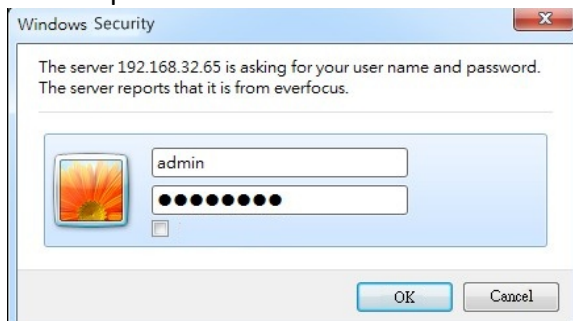 Windows Security
The server 192.168.32.65 is asking for your user name and password.
The server reports that it is from everfocus.
admin
●●●●●●●●
OK Cancel